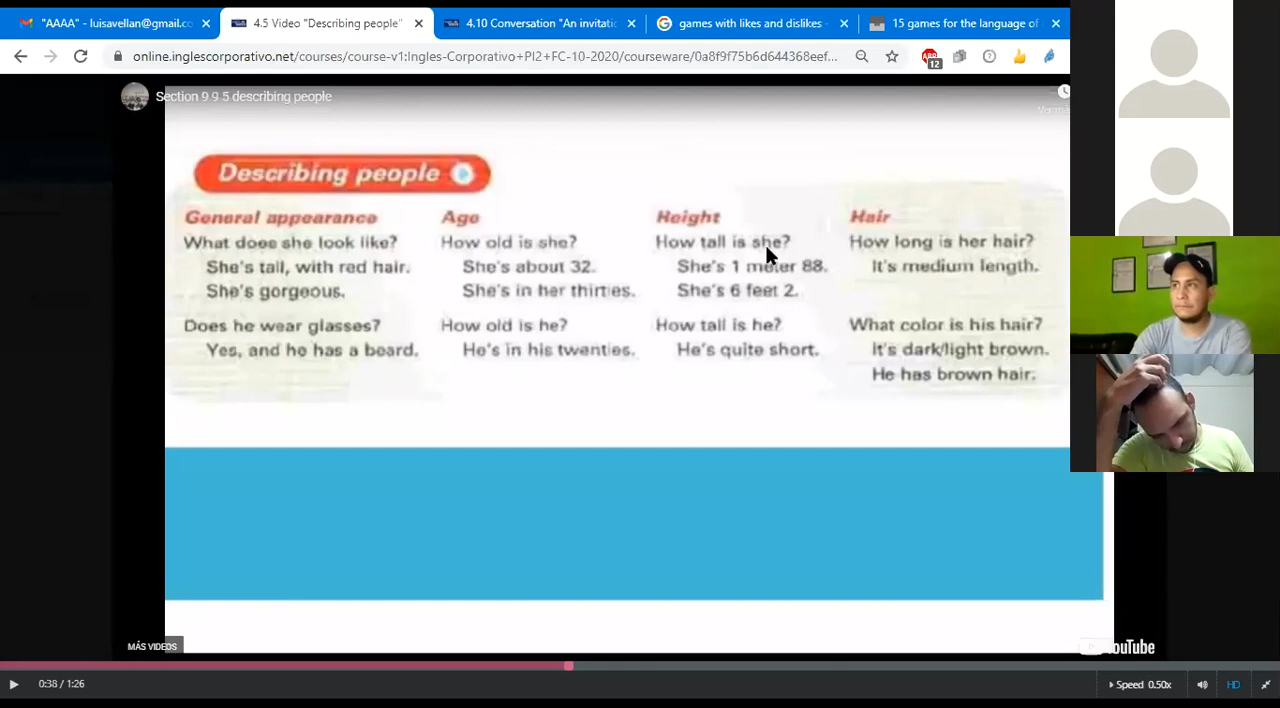 "AAAA" - luisavellan@gmail.co
4.5 Video "Describing people"
4.10 Conversation "An invitatio
games with likes and dislikes -
15 games for the language of
online.inglescorporativo.net/courses/course-v1:Ingles-Corporativo+PI2+FC-10-2020/courseware/0a8f9f75b6d644368eef...
12
Section 9 9 5 describing people
Describing people
General appearance
What does she look like?
She's tall, with red hair.
She's gorgeous.
Does he wear glasses?
Yes, and he has a beard.
Age
How old is she?
She's about 32.
She's in her thirties.
How old is he?
He's in his twenties.
Height
How tall is she?
She's 1 meter 88.
She's 6 feet 2.
How tall is he?
He's quite short.
Hair
How long is her hair?
It's medium length.
What color is his hair?
It's dark/light brown.
He has brown hair.
MÁS VIDEOS
YouTube
0:38 / 1:26
Speed 0.50x
HD